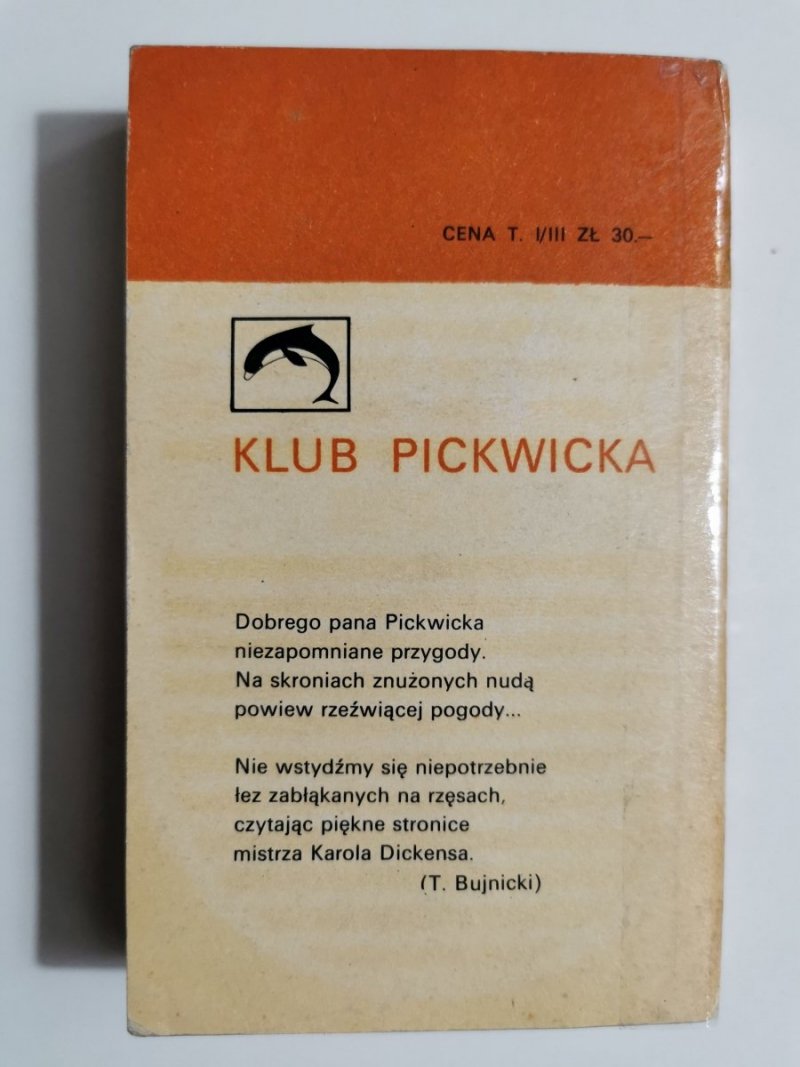 CENA T. I/III ZŁ 30.—
KLUB PICKWICKA
Dobrego pana Pickwicka
niezapomniane przygody.
Na skroniach znużonych nudą
powiew rzeźwiącej pogody...
Nie wstydźmy się niepotrzebnie
łez zabłąkanych na rzęsach,
czytając piękne stronice
mistrza Karola Dickensa.
(T. Bujnicki)